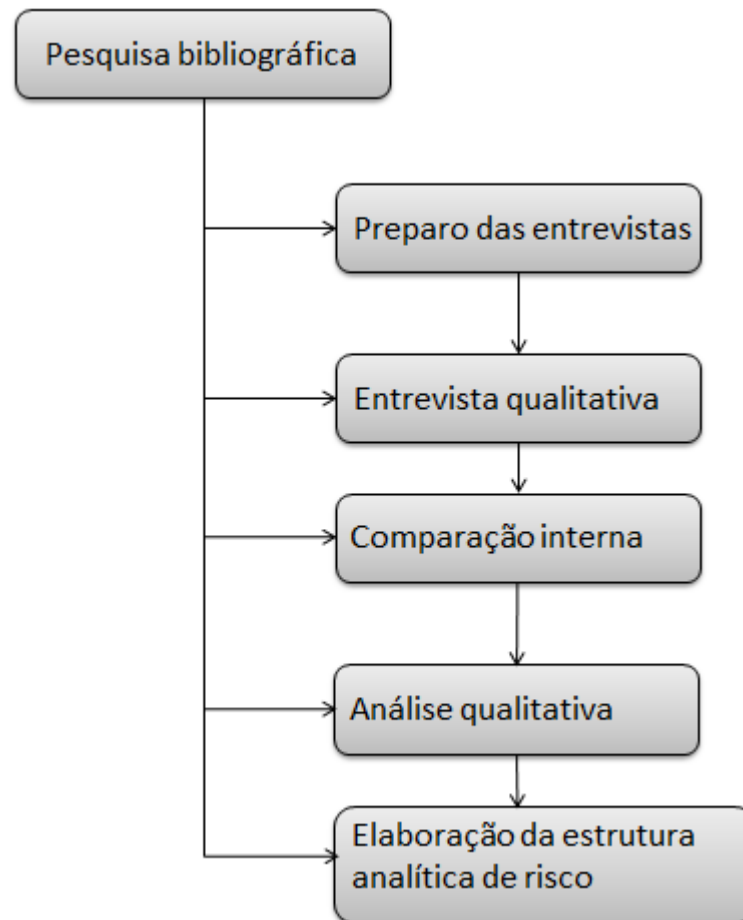 Pesquisa bibliográfica
Preparo das entrevistas
Entrevista qualitativa
Comparação interna
Análise qualitativa
Elaboração da estrutura
analítica de risco